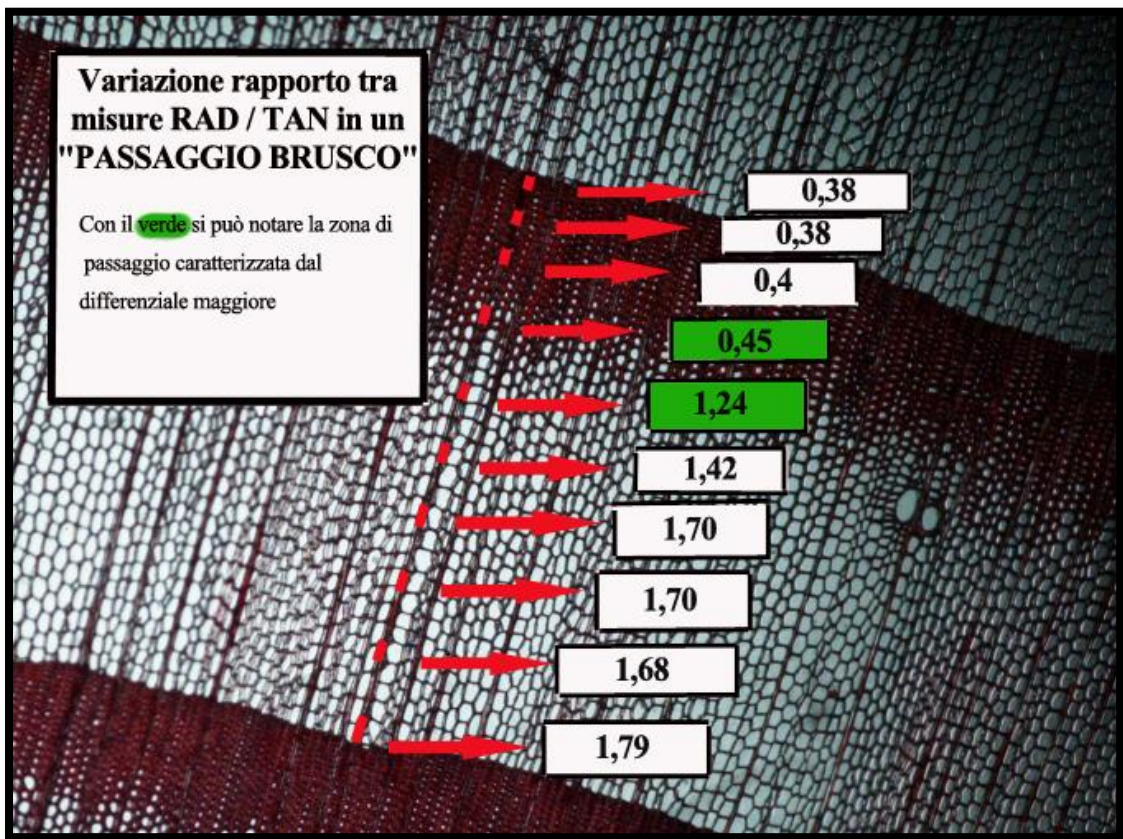 Variazione rapporto tra
misure RAD / TAN in un
"PASSAGGIO BRUSCO"
Con il verde si può notare la zona di
passaggio caratterizzata dal
differenziale maggiore
0,38
0,38
0,4
0,45
1,24
1,42
1,70
1,70
1,68
1,79